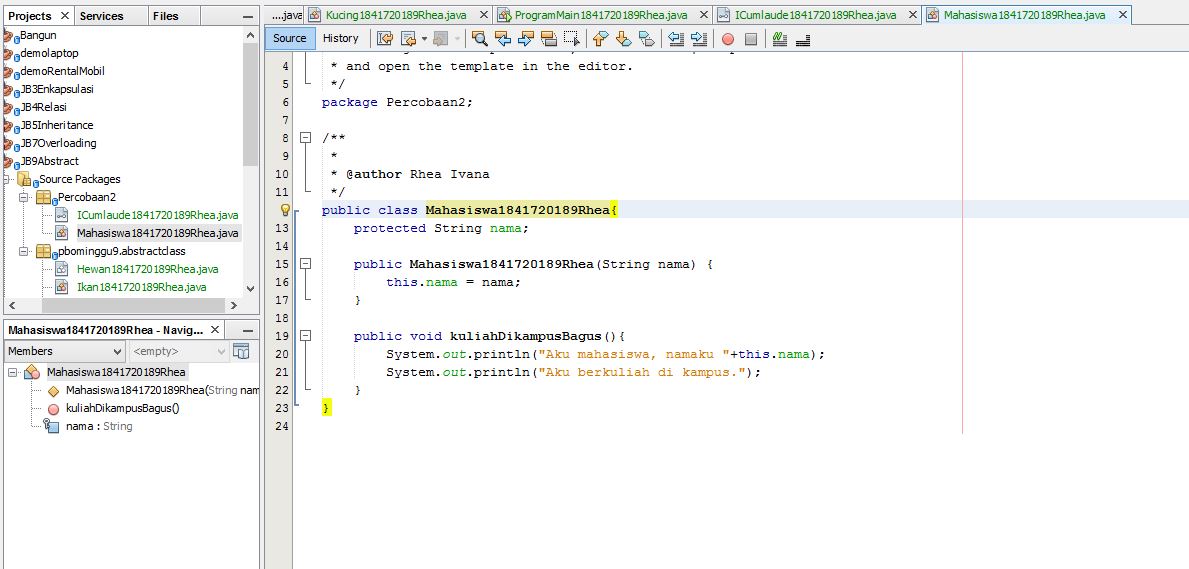 Projects Services Files
Bangun
demolaptop
demoRentalMobil
JB3Enkapsulasi
JB4Relasi
JB5Inheritance
JB7Overloading
JB9Abstract
Source Packages
Percobaan2
ICumlaude1841720189Rhea.java
Mahasiswa1841720189Rhea.java
pbominggu9.abstractclass
Hewan1841720189Rhea.java
Ikan1841720189Rhea.java
Mahasiswa1841720189Rhea - Navig...
Members <empty>
Mahasiswa1841720189Rhea
Mahasiswa1841720189Rhea(String nam
kuliahDikampusBagus()
nama : String
....java Kucing1841720189Rhea.java ProgramMain1841720189Rhea.java ICumlaude1841720189Rhea.java Mahasiswa1841720189Rhea.java
Source History
4 * and open the template in the editor.
5 */
6 package Percobaan2;
7
8 /**
9 *
10 * @author Rhea Ivana
11 */
public class Mahasiswa1841720189Rhea{
13 protected String nama;
14
15 public Mahasiswa1841720189Rhea(String nama) {
16 this.nama = nama;
17 }
18
19 public void kuliahDikampusBagus(){
20 System.out.println("Aku mahasiswa, namaku "+this.nama);
21 System.out.println("Aku berkuliah di kampus.");
22 }
23 }
24